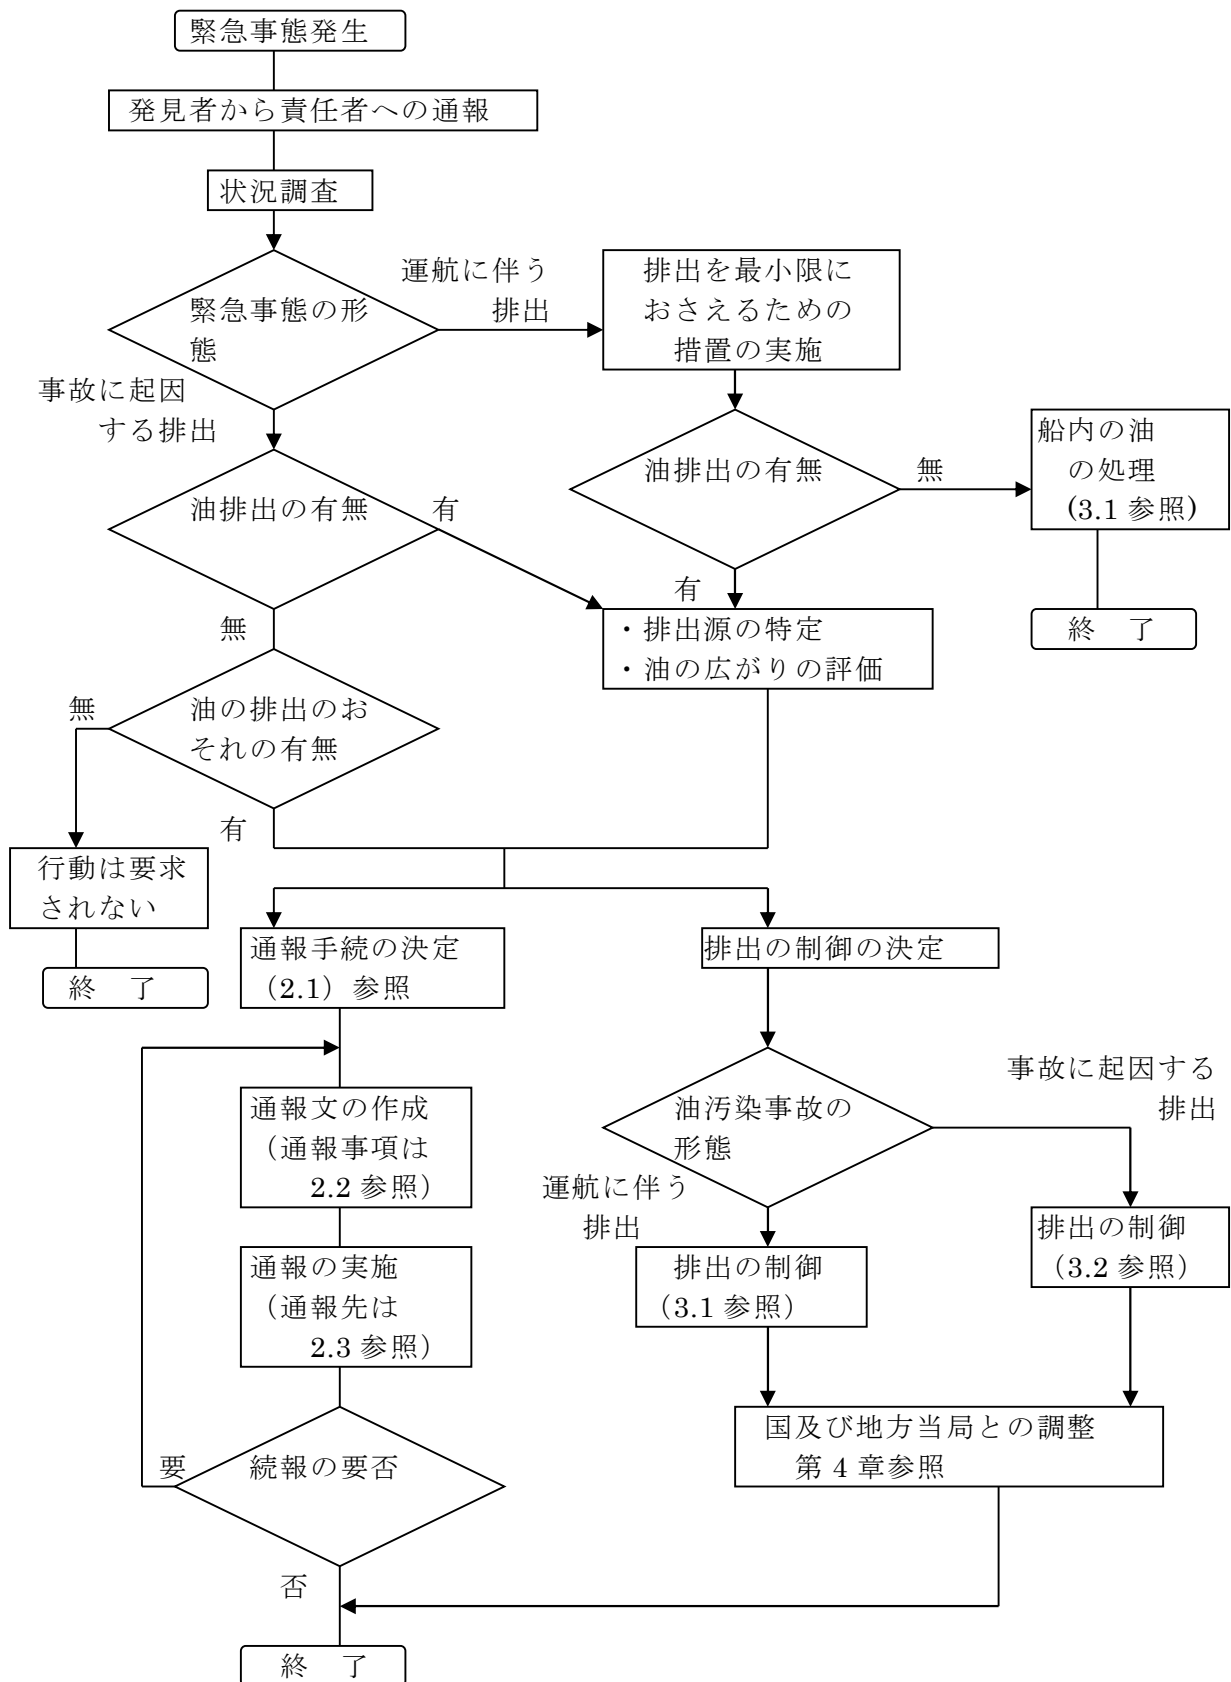 緊急事態発生
発見者から責任者への通報
状況調査
運航に伴う
排出
緊急事態の形
態
排出を最小限に
おさえるための
措置の実施
事故に起因
する排出
油排出の有無
有
油排出の有無
無
船内の油
の処理
(3.1 参照)
有
無
・排出源の特定
・油の広がりの評価
終 了
無
油の排出のお
それの有無
有
行動は要求
されない
終 了
通報手続の決定
（2.1）参照
排出の制御の決定
通報文の作成
（通報事項は
2.2 参照）
油汚染事故の
形態
事故に起因する
排出
運航に伴う
排出
通報の実施
（通報先は
2.3 参照）
排出の制御
（3.1 参照）
排出の制御
（3.2 参照）
要
続報の要否
国及び地方当局との調整
第 4 章参照
否
終 了